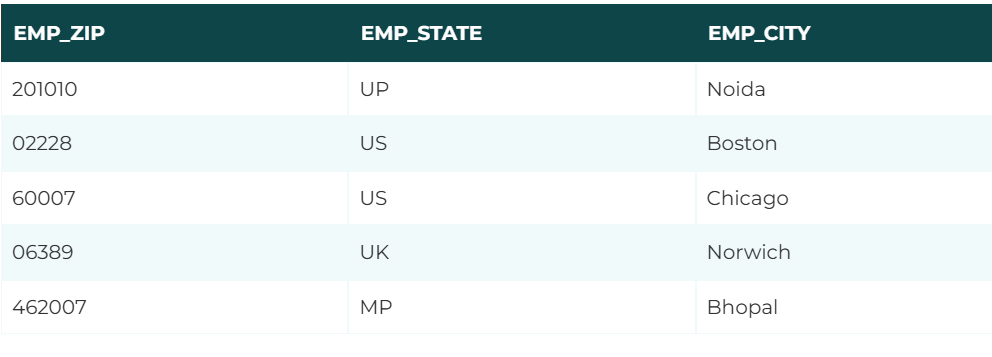 EMP_ZIP EMP_STATE EMP_CITY
201010 UP Noida
02228 US Boston
60007 US Chicago
06389 UK Norwich
462007 MP Bhopal